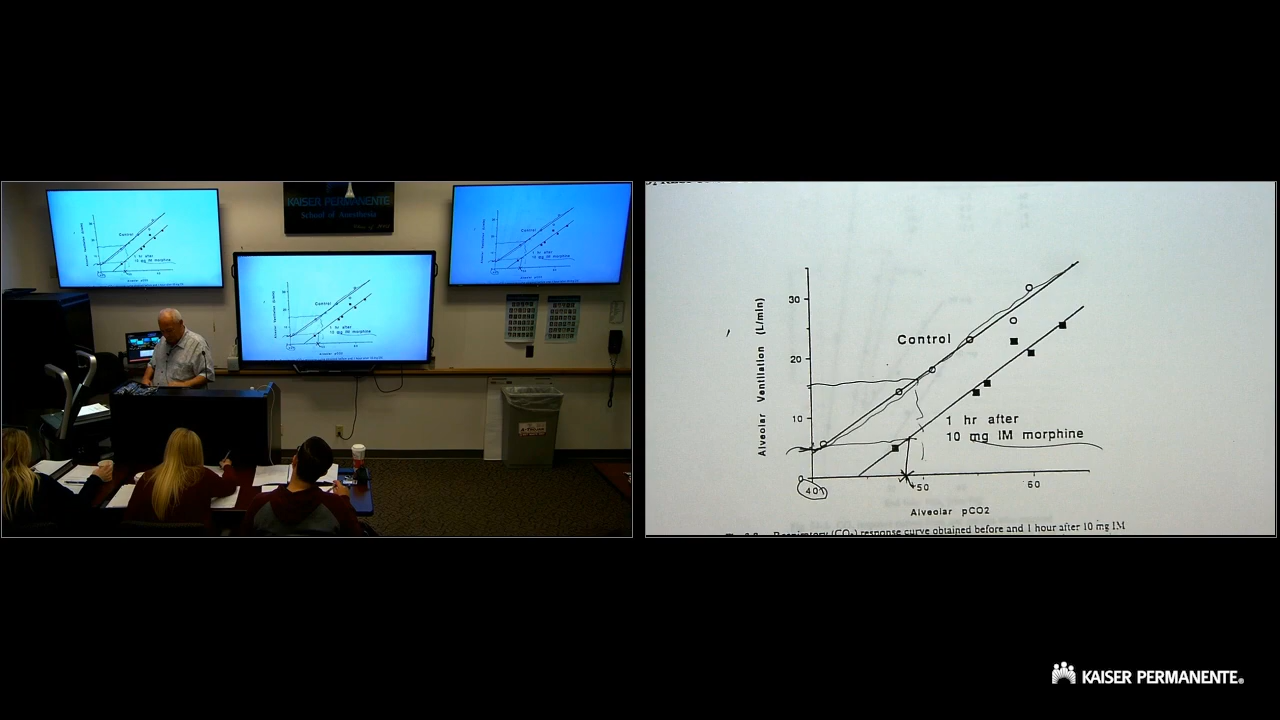 KAISER PERMANENTE
School of Anesthesia
30
20
10
0
Alveolar Ventilation (L/min)
Control
1 hr after
10 mg IM morphine
40
50
60
Alveolar pCO2
Respiratory (CO₂) response curve obtained before and 1 hour after 10 mg IM
KAISER PERMANENTE®